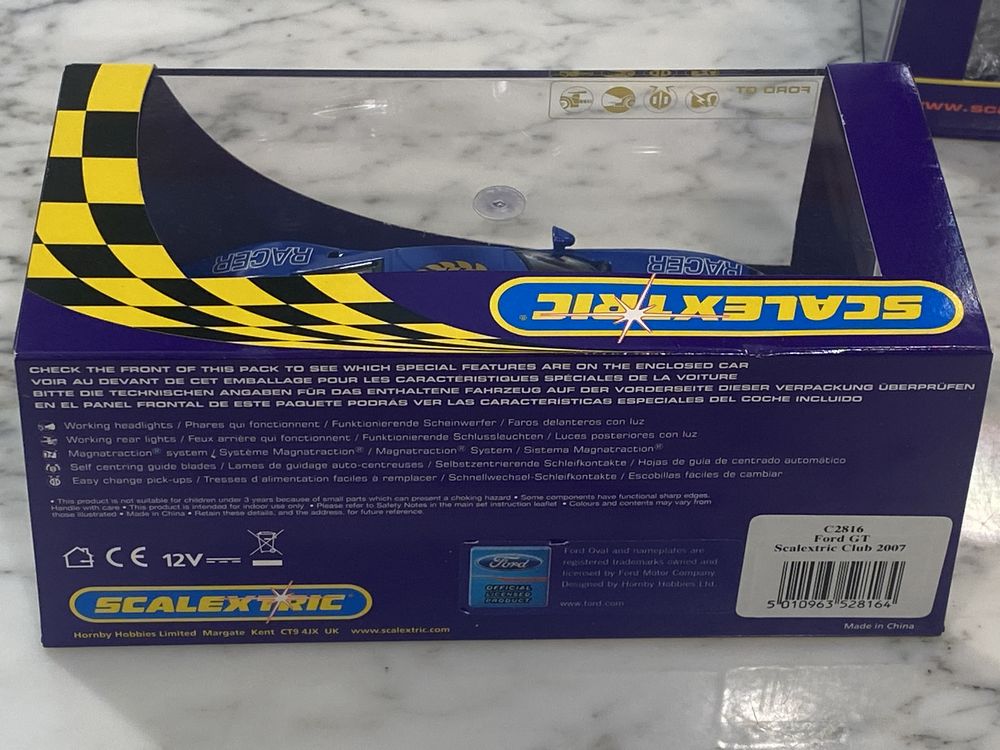 FORD GT
www.sc
RACER
RACER
SCALEXTRIC®
CHECK THE FRONT OF THIS PACK TO SEE WHICH SPECIAL FEATURES ARE ON THE ENCLOSED CAR
VOIR AU DEVANT DE CET EMBALLAGE POUR LES CARACTERISTIQUES SPÉCIALES DE LA VOITURE
BITTE DIE TECHNISCHEN ANGABEN FÜR DAS ENTHALTENE FAHRZEUG AUF DER VORDERSEITE DIESER VERPACKUNG ÜBERPRÜFEN
EN EL PANEL FRONTAL DE ESTE PAQUETE PODRÁS VER LAS CARACTERÍSTICAS ESPECIALES DEL COCHE INCLUIDO
Working headlights / Phares qui fonctionnent / Funktionierende Scheinwerfer / Faros delanteros con luz
Working rear lights / Feux arrière qui fonctionnent / Funktionierende Schlussleuchten / Luces posteriores con luz
Magnatraction® system / Système Magnatraction® / Magnatraction® System / Sistema Magnatraction®
Self centring guide blades / Lames de guidage auto-centreuses / Selbstzentrierende Schleifkontakte / Hojas de guía de centrado automático
Easy change pick-ups / Tresses d'alimentation faciles à remplacer / Schnellwechsel-Schleifkontakte / Escobillas fáciles de cambiar
• This product is not suitable for children under 3 years because of small parts which can present a choking hazard • Some components have functional sharp edges.
Handle with care • This product is intended for indoor use only • Please refer to Safety Notes in the main set instruction leaflet • Colours and contents may vary from
those illustrated • Made in China • Retain these details, and the address, for future reference.
CE 12V
SCALEXTRIC®
Hornby Hobbies Limited Margate Kent CT9 4JX UK www.scalextric.com
Ford
OFFICIAL
LICENSED
PRODUCT
Ford Oval and nameplates are
registered trademarks owned and
licensed by Ford Motor Company
Designed by Hornby Hobbies Ltd.
www.ford.com
C2816
Ford GT
Scalextric Club 2007
5 010963 528164
Made in China